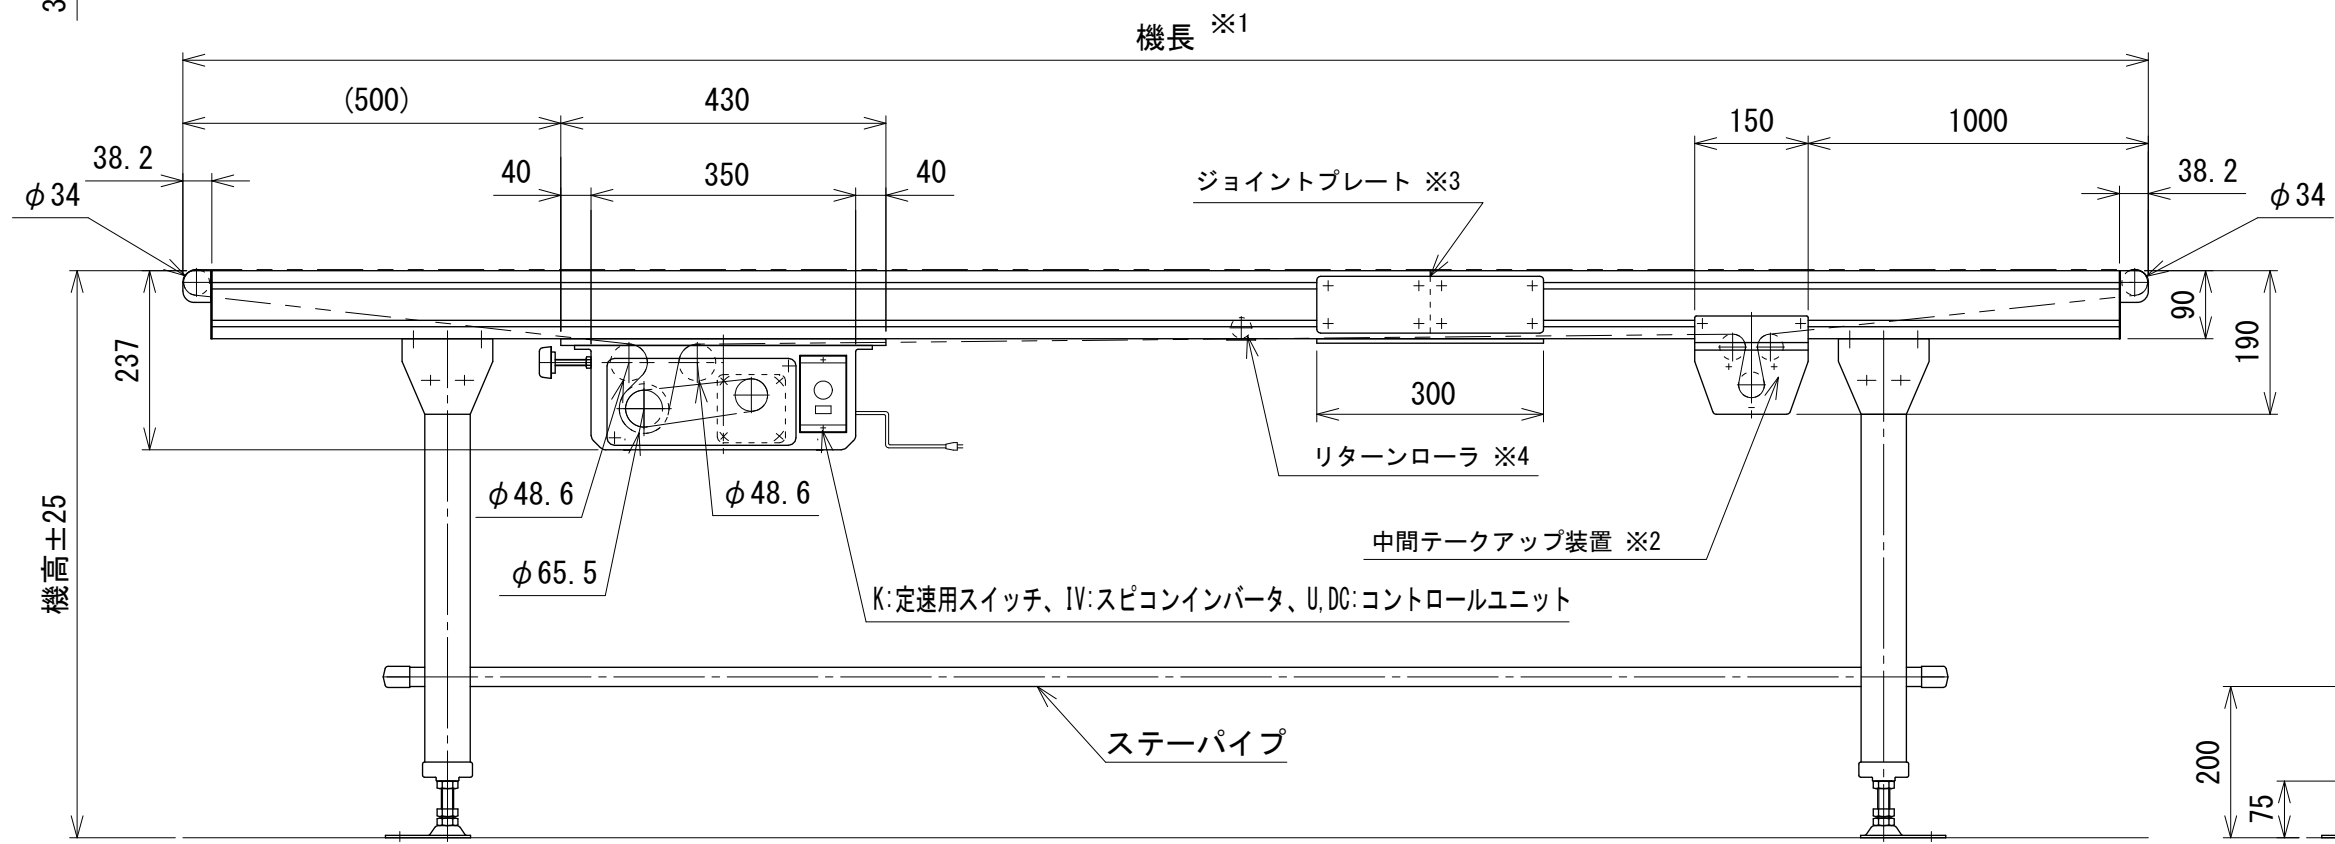 3
機長 ※1
(500)
430
150
1000
38.2
40
350
40
ジョイントプレート ※3
38.2
φ34
φ34
237
90
190
300
リターンローラ ※4
φ48.6
φ48.6
中間テークアップ装置 ※2
機高±25
φ65.5
K:定速用スイッチ、IV:スピコンインバータ、U,DC:コントロールユニット
ステーパイプ
200
75